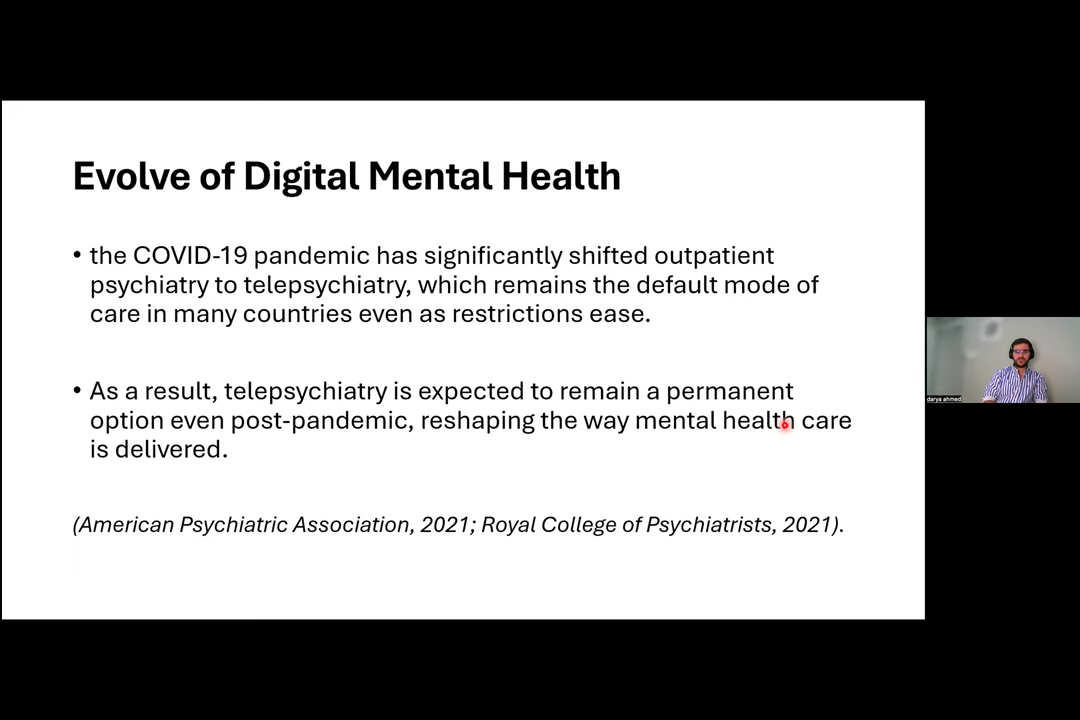 Evolve of Digital Mental Health
• the COVID-19 pandemic has significantly shifted outpatient
psychiatry to telepsychiatry, which remains the default mode of
care in many countries even as restrictions ease.
• As a result, telepsychiatry is expected to remain a permanent
option even post-pandemic, reshaping the way mental health care
is delivered.
(American Psychiatric Association, 2021; Royal College of Psychiatrists, 2021).
darya ahmed